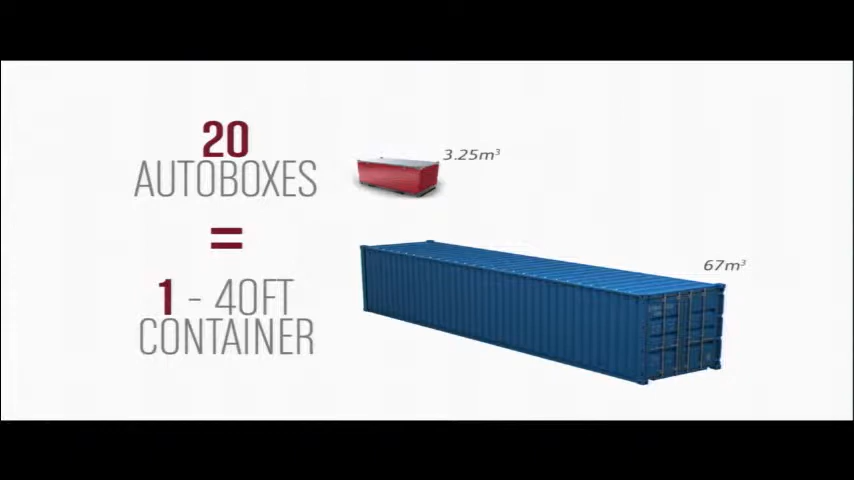 20
AUTOBOXES
=
1 - 40FT
CONTAINER
3.25m³
67m³